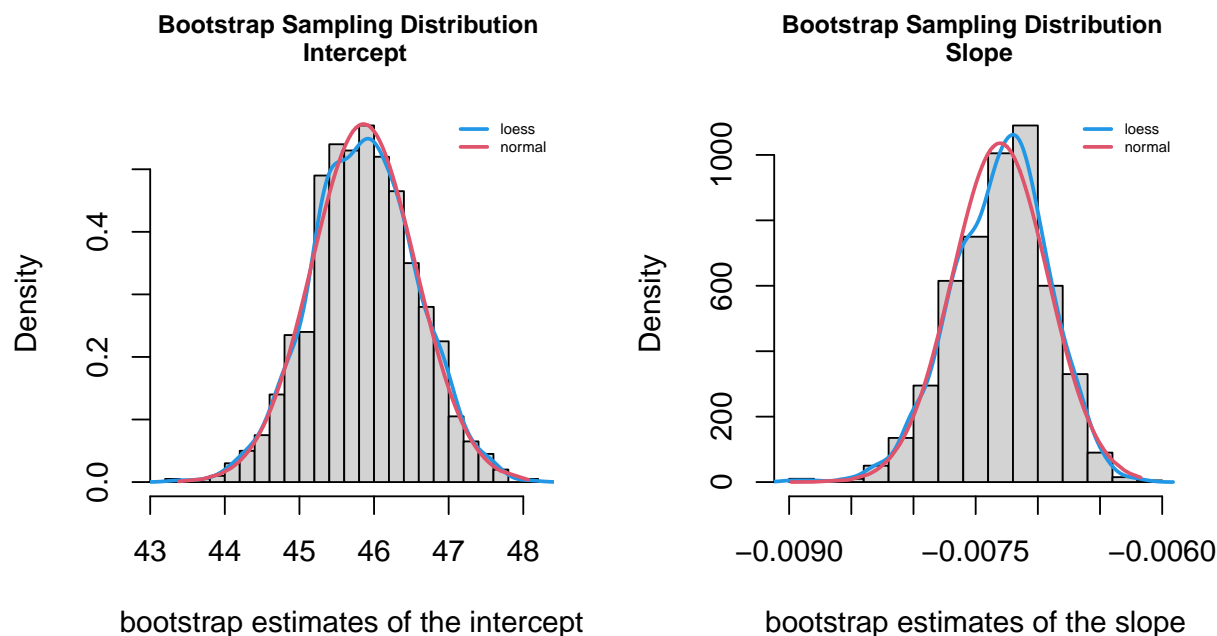 Bootstrap Sampling Distribution
Intercept
loess
normal
Density
0.0
0.2
0.4
43
44
45
46
47
48
bootstrap estimates of the intercept
Bootstrap Sampling Distribution
Slope
loess
normal
Density
0
200
600
1000
−0.0090
−0.0075
−0.0060
bootstrap estimates of the slope